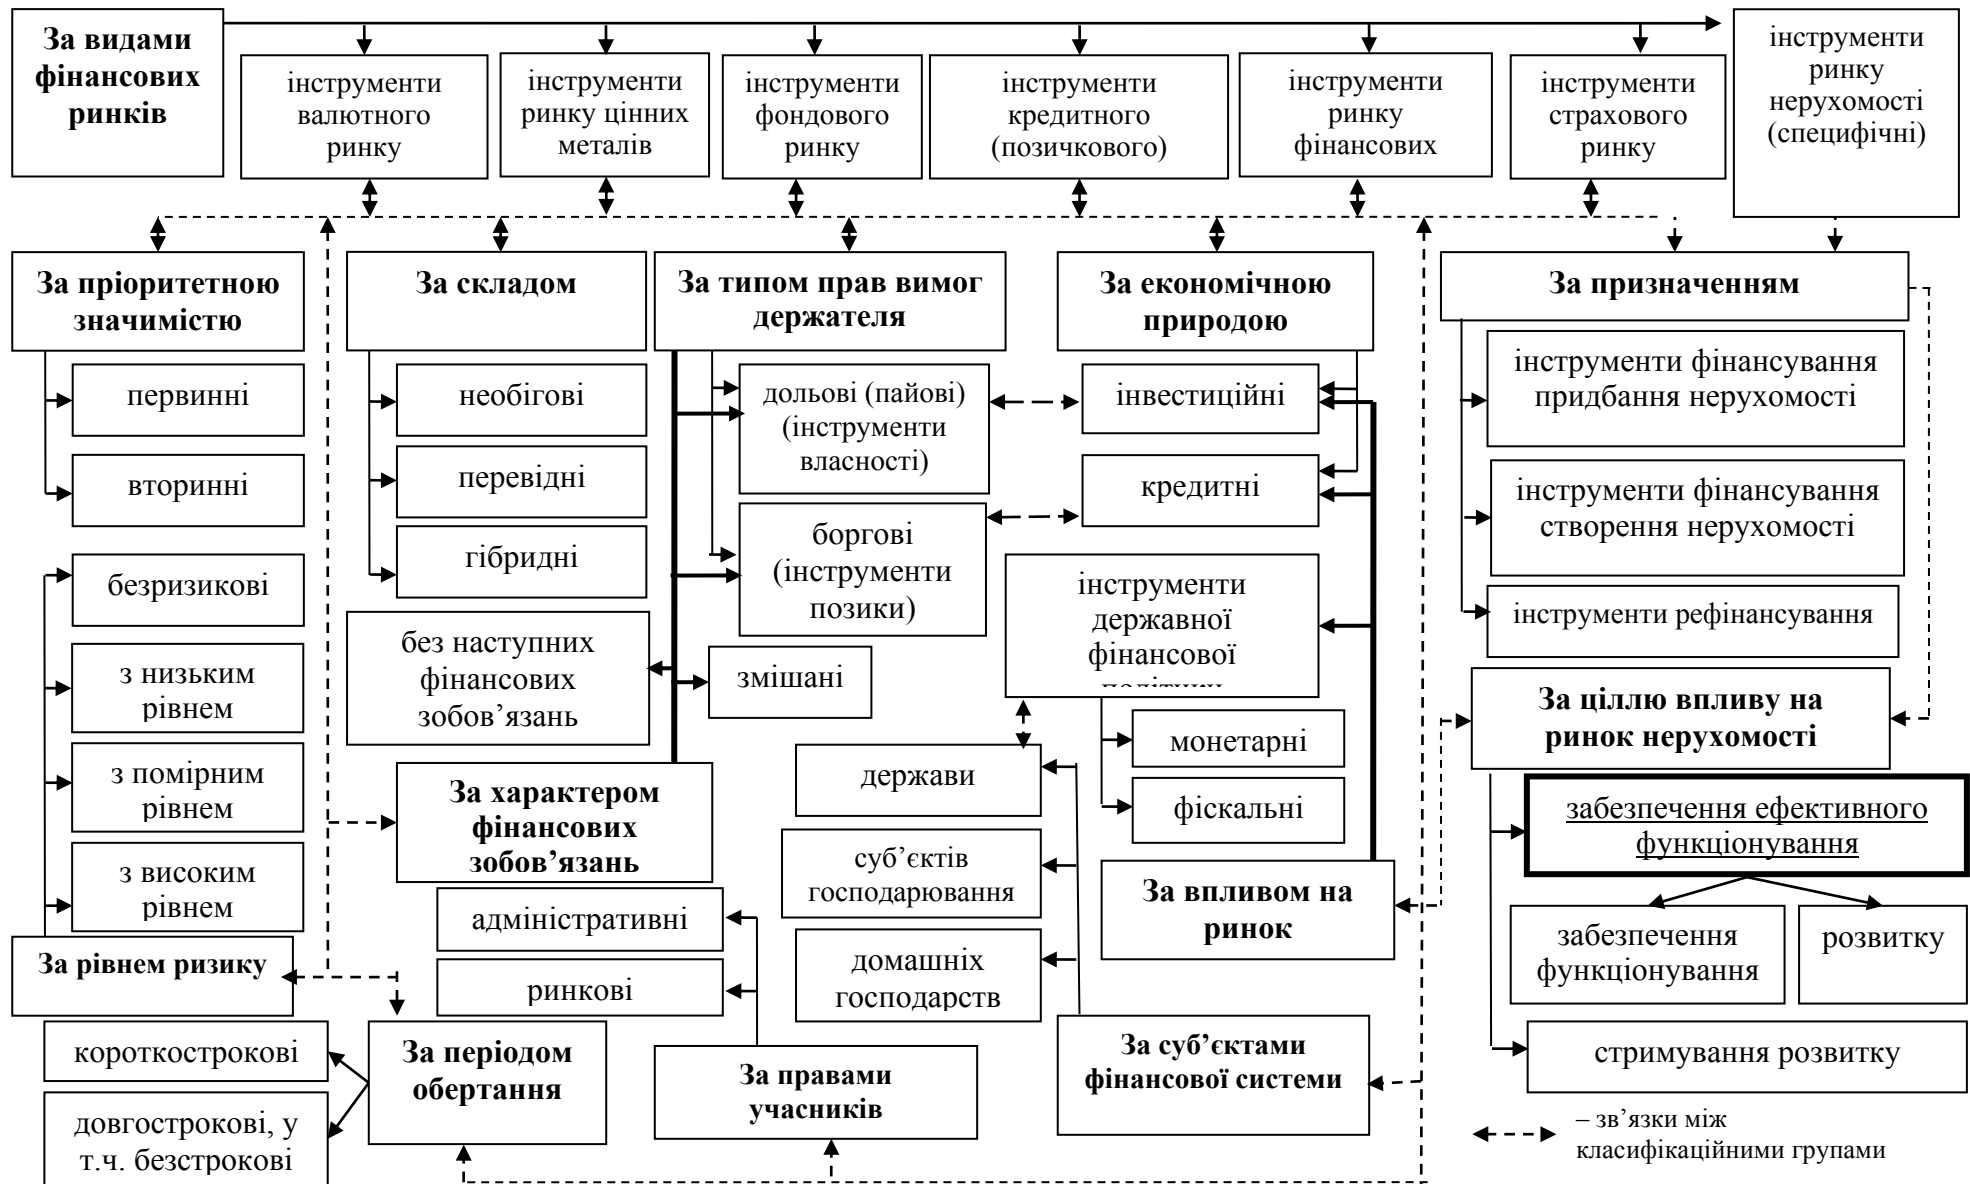 За видами
фінансових
ринків
інструменти
валютного
ринку
інструменти
ринку цінних
металів
інструменти
фондового
ринку
інструменти
кредитного
(позичкового)
інструменти
ринку
фінансових
інструменти
страхового
ринку
інструменти
ринку
нерухомості
(специфічні)
За пріоритетною
значимістю
первинні
вторинні
За складом
необігові
перевідні
гібридні
За типом прав вимог
держателя
дольові (пайові)
(інструменти
власності)
боргові
(інструменти
позики)
змішані
За економічною
природою
інвестиційні
кредитні
інструменти
державної
фінансової
політики
монетарні
фіскальні
За призначенням
інструменти фінансування
придбання нерухомості
інструменти фінансування
створення нерухомості
інструменти рефінансування
безризикові
з низьким
рівнем
з помірним
рівнем
з високим
рівнем
За рівнем ризику
без наступних
фінансових
зобов’язань
За характером
фінансових
зобов’язань
адміністративні
ринкові
держави
суб’єктів
господарювання
домашніх
господарств
За впливом на
ринок
За ціллю впливу на
ринок нерухомості
забезпечення ефективного
функціонування
забезпечення
функціонування
розвитку
стримування розвитку
короткострокові
довгострокові, у
т.ч. безстрокові
За періодом
обертання
За правами
учасників
За суб’єктами
фінансової системи
– зв’язки між
класифікаційними групами